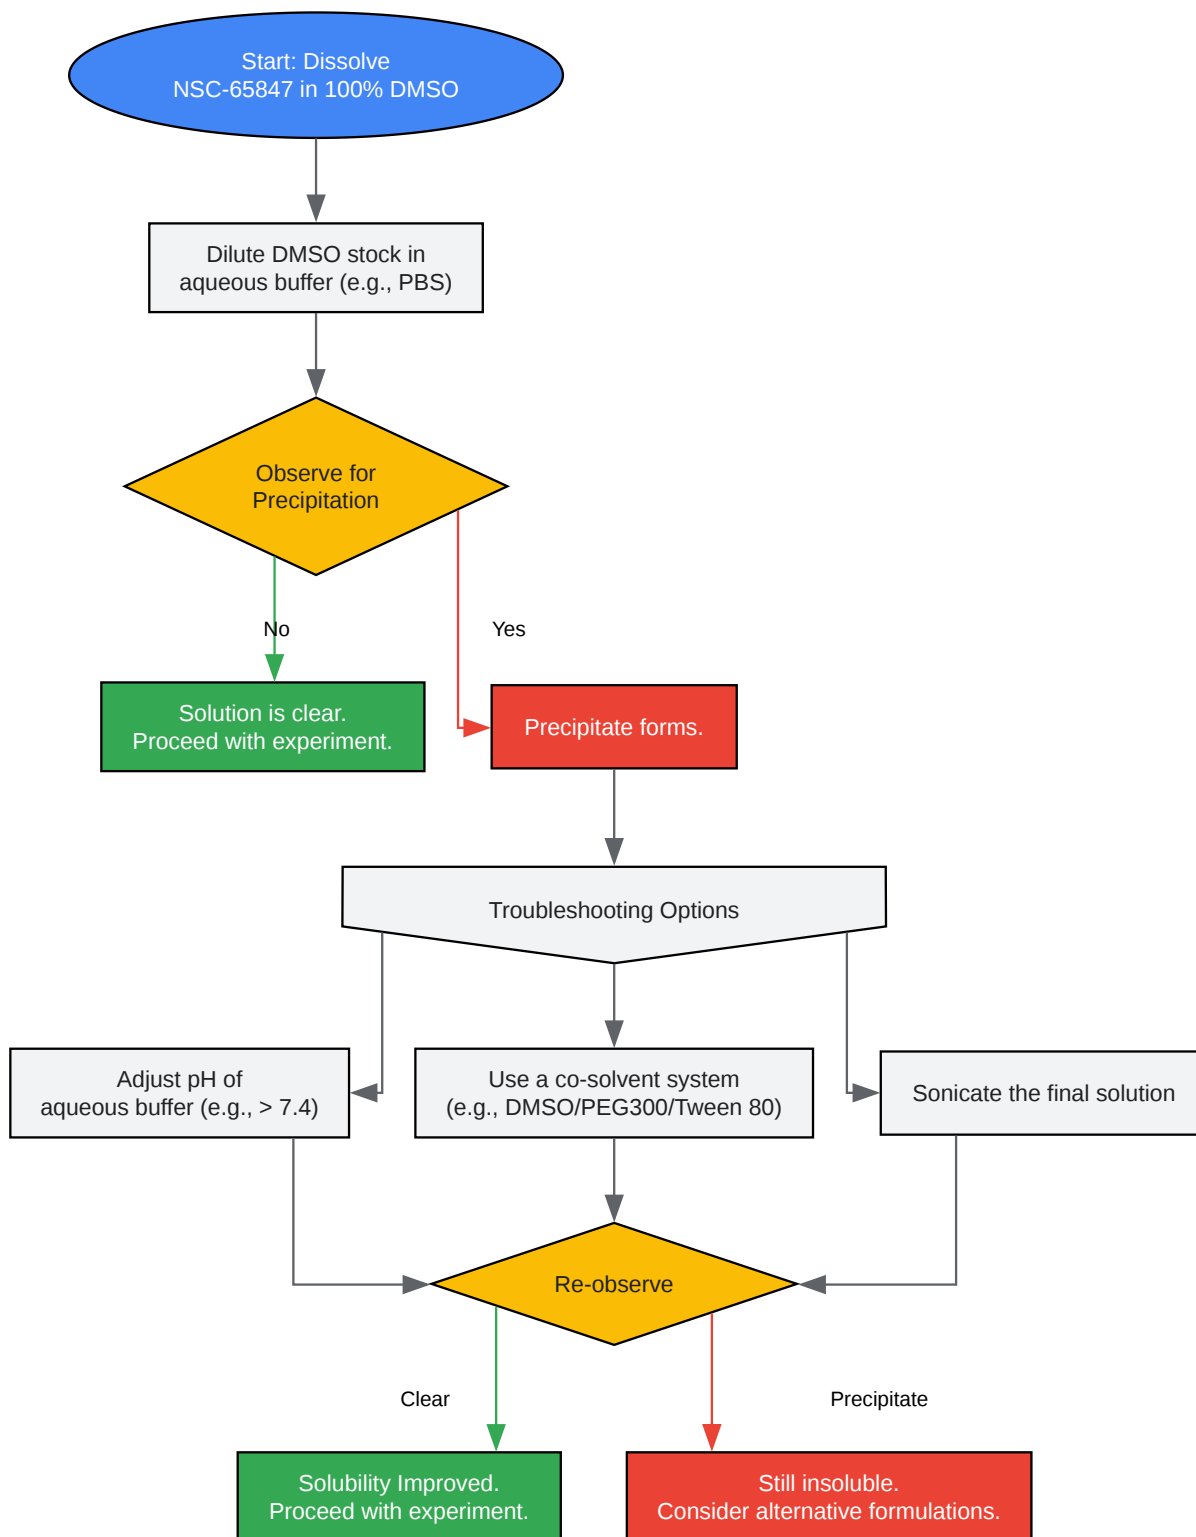 Start: Dissolve
NSC-65847 in 100% DMSO
Dilute DMSO stock in
aqueous buffer (e.g., PBS)
Observe for
Precipitation
No
Yes
Solution is clear.
Proceed with experiment.
Precipitate forms.
Troubleshooting Options
Adjust pH of
aqueous buffer (e.g., > 7.4)
Use a co-solvent system
(e.g., DMSO/PEG300/Tween 80)
Sonicate the final solution
Re-observe
Clear
Precipitate
Solubility Improved.
Proceed with experiment.
Still insoluble.
Consider alternative formulations.